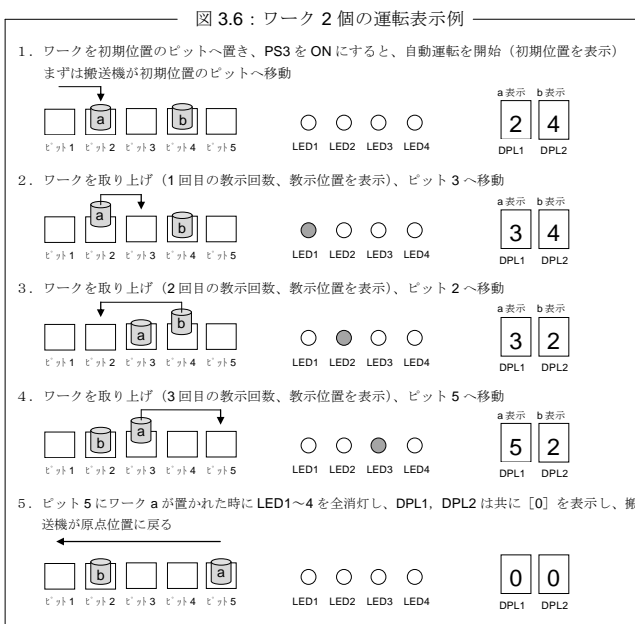 図 3.6：ワーク 2 個の運転表示例
1．ワークを初期位置のピットへ置き、PS3 を ON にすると、自動運転を開始（初期位置を表示）
まずは搬送機が初期位置のピットへ移動
a 表示 b 表示
a b 2 4
ﾋﾟｯﾄ1 ﾋﾟｯﾄ2 ﾋﾟｯﾄ3 ﾋﾟｯﾄ4 ﾋﾟｯﾄ5 LED1 LED2 LED3 LED4 DPL1 DPL2
2．ワークを取り上げ（1 回目の教示回数、教示位置を表示）、ピット 3 へ移動
a 表示 b 表示
a b 3 4
ﾋﾟｯﾄ1 ﾋﾟｯﾄ2 ﾋﾟｯﾄ3 ﾋﾟｯﾄ4 ﾋﾟｯﾄ5 LED1 LED2 LED3 LED4 DPL1 DPL2
3．ワークを取り上げ（2 回目の教示回数、教示位置を表示）、ピット 2 へ移動
a 表示 b 表示
a b 3 2
ﾋﾟｯﾄ1 ﾋﾟｯﾄ2 ﾋﾟｯﾄ3 ﾋﾟｯﾄ4 ﾋﾟｯﾄ5 LED1 LED2 LED3 LED4 DPL1 DPL2
4．ワークを取り上げ（3 回目の教示回数、教示位置を表示）、ピット 5 へ移動
a 表示 b 表示
b a 5 2
ﾋﾟｯﾄ1 ﾋﾟｯﾄ2 ﾋﾟｯﾄ3 ﾋﾟｯﾄ4 ﾋﾟｯﾄ5 LED1 LED2 LED3 LED4 DPL1 DPL2
5．ピット 5 にワーク a が置かれた時に LED1～4 を全消灯し、DPL1，DPL2 は共に［0］を表示し、搬
送機が原点位置に戻る
b a 0 0
ﾋﾟｯﾄ1 ﾋﾟｯﾄ2 ﾋﾟｯﾄ3 ﾋﾟｯﾄ4 ﾋﾟｯﾄ5 LED1 LED2 LED3 LED4 DPL1 DPL2